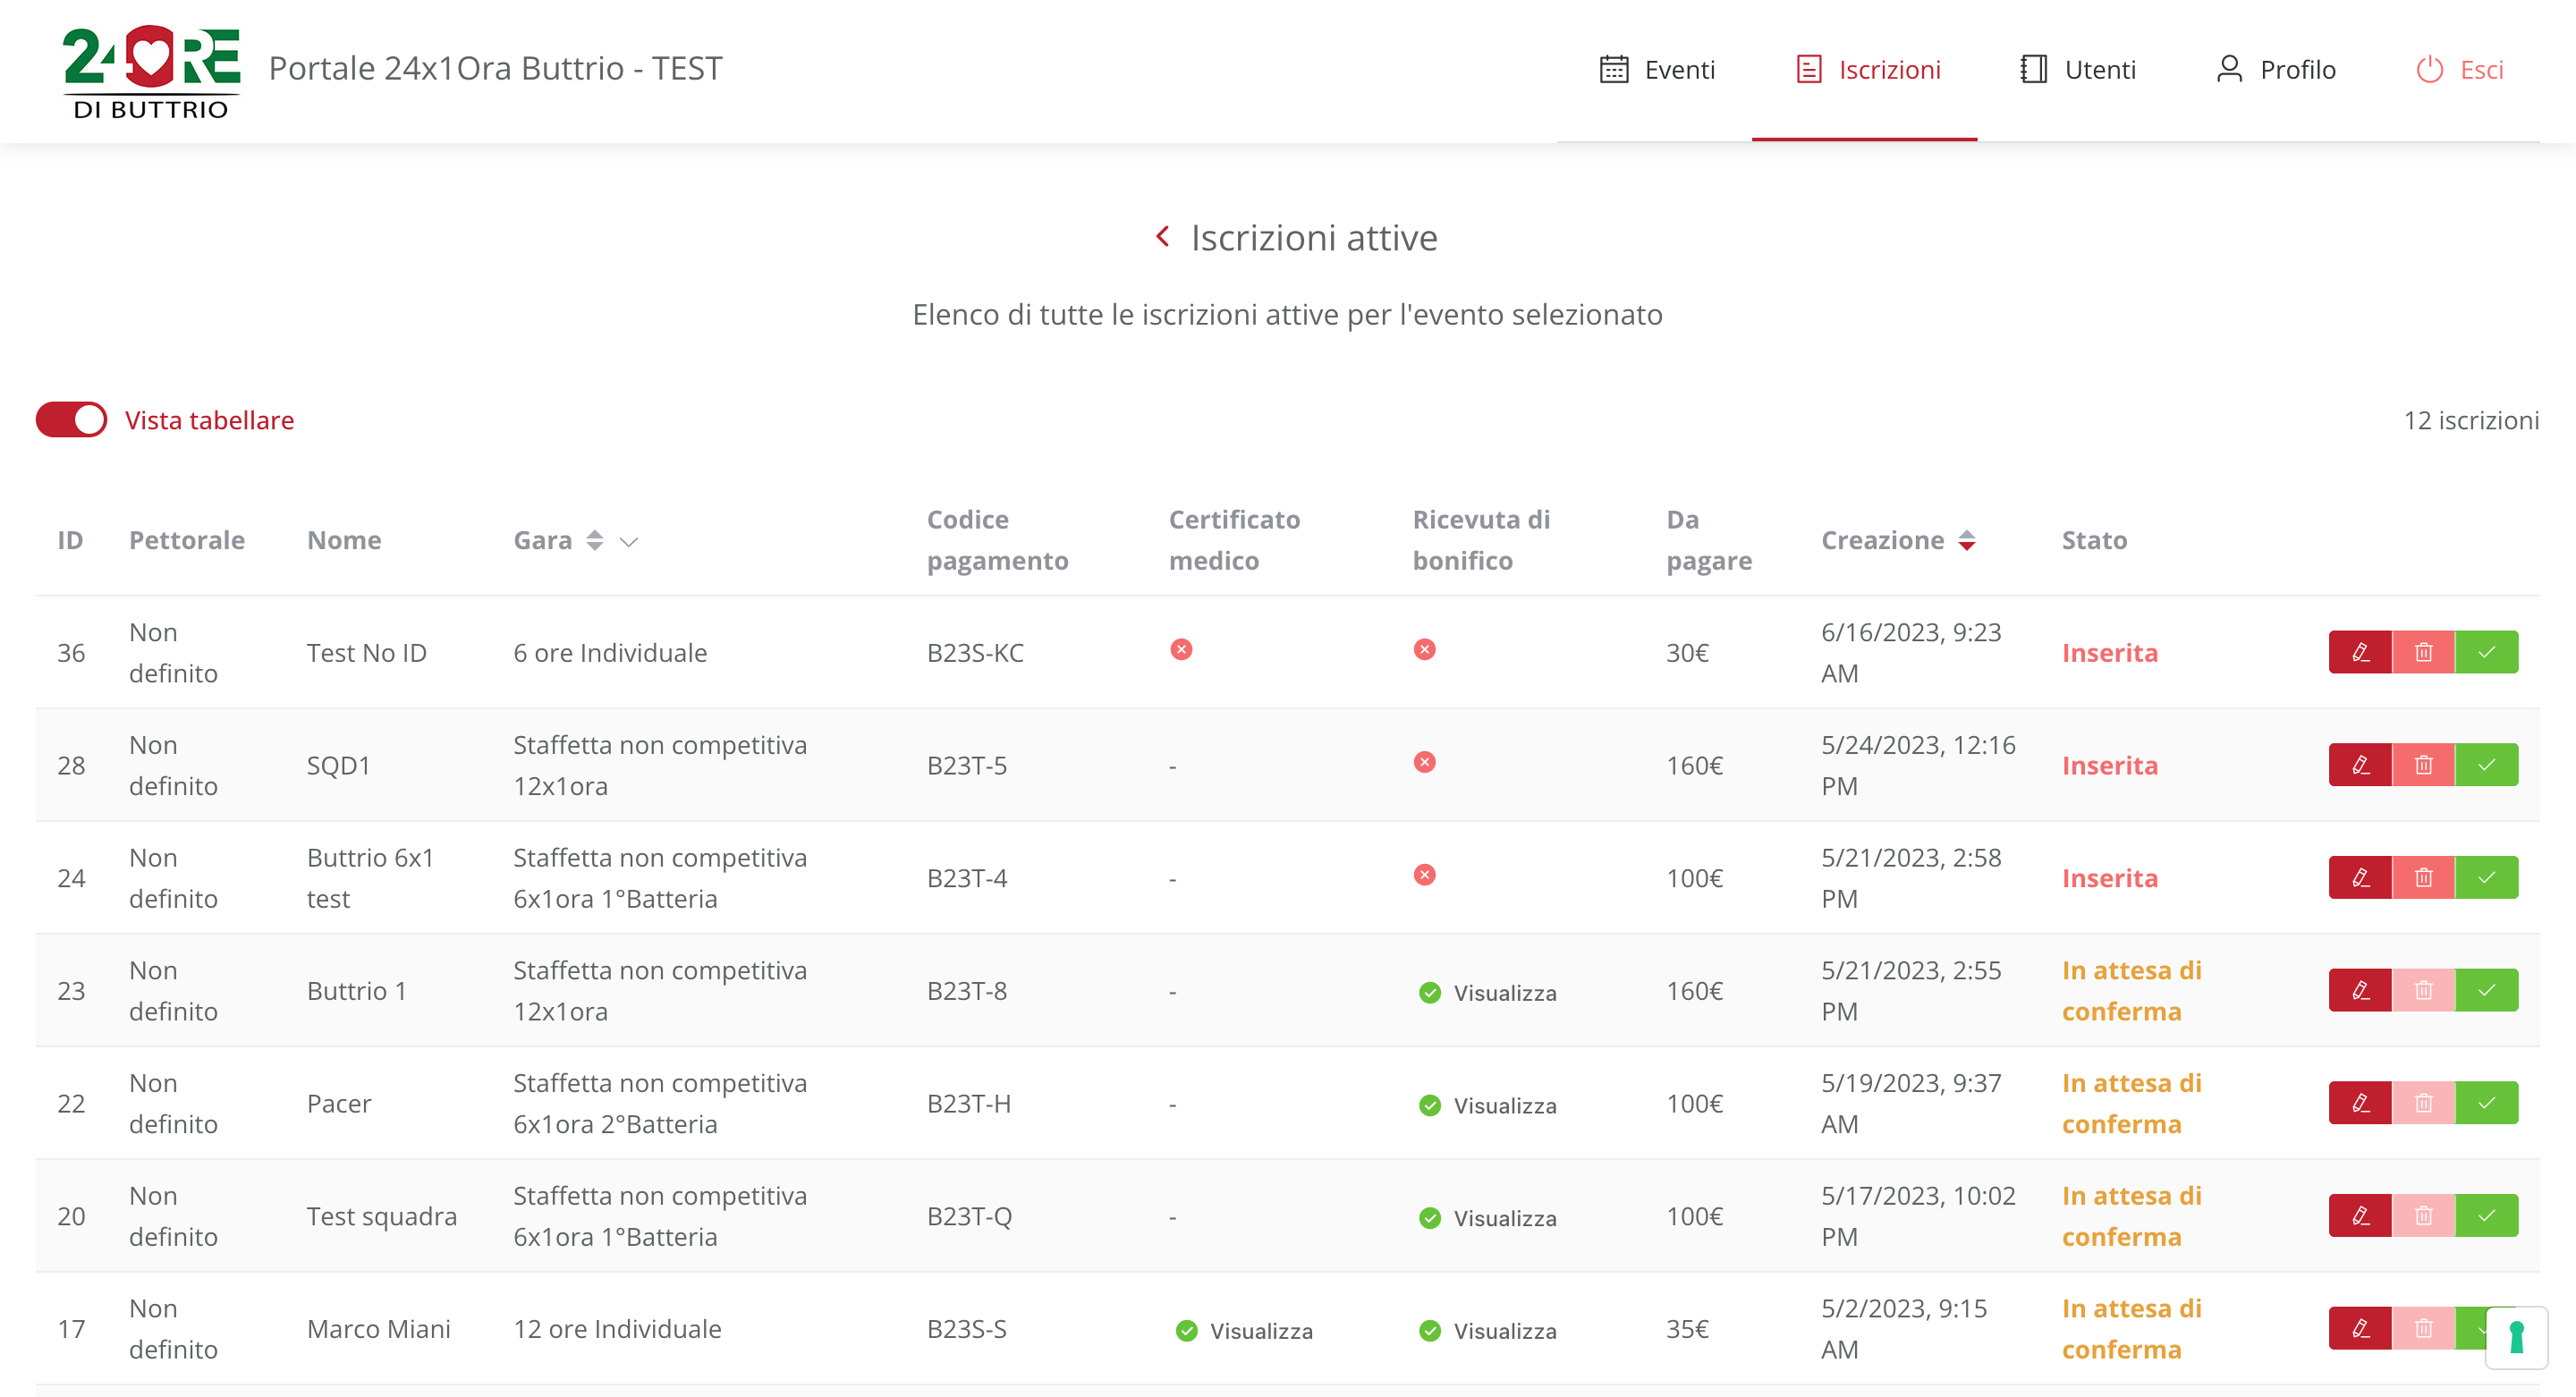 24ORE
DI BUTTRIO
Portale 24x1Ora Buttrio - TEST
Eventi
Iscrizioni
Utenti
Profilo
Esci
Iscrizioni attive
Elenco di tutte le iscrizioni attive per l'evento selezionato
Vista tabellare
12 iscrizioni
ID
Pettorale
Nome
Gara
Codice
pagamento
Certificato
medico
Ricevuta di
bonifico
Da
pagare
Creazione
Stato
36
Non
definito
Test No ID
6 ore Individuale
B23S-KC
30€
6/16/2023, 9:23
AM
Inserita
28
Non
definito
SQD1
Staffetta non competitiva
12x1ora
B23T-5
-
160€
5/24/2023, 12:16
PM
Inserita
24
Non
definito
Buttrio 6x1
test
Staffetta non competitiva
6x1ora 1°Batteria
B23T-4
-
100€
5/21/2023, 2:58
PM
Inserita
23
Non
definito
Buttrio 1
Staffetta non competitiva
12x1ora
B23T-8
-
Visualizza
160€
5/21/2023, 2:55
PM
In attesa di
conferma
22
Non
definito
Pacer
Staffetta non competitiva
6x1ora 2°Batteria
B23T-H
-
Visualizza
100€
5/19/2023, 9:37
AM
In attesa di
conferma
20
Non
definito
Test squadra
Staffetta non competitiva
6x1ora 1°Batteria
B23T-Q
-
Visualizza
100€
5/17/2023, 10:02
PM
In attesa di
conferma
17
Non
definito
Marco Miani
12 ore Individuale
B23S-S
Visualizza
Visualizza
35€
5/2/2023, 9:15
AM
In attesa di
conferma